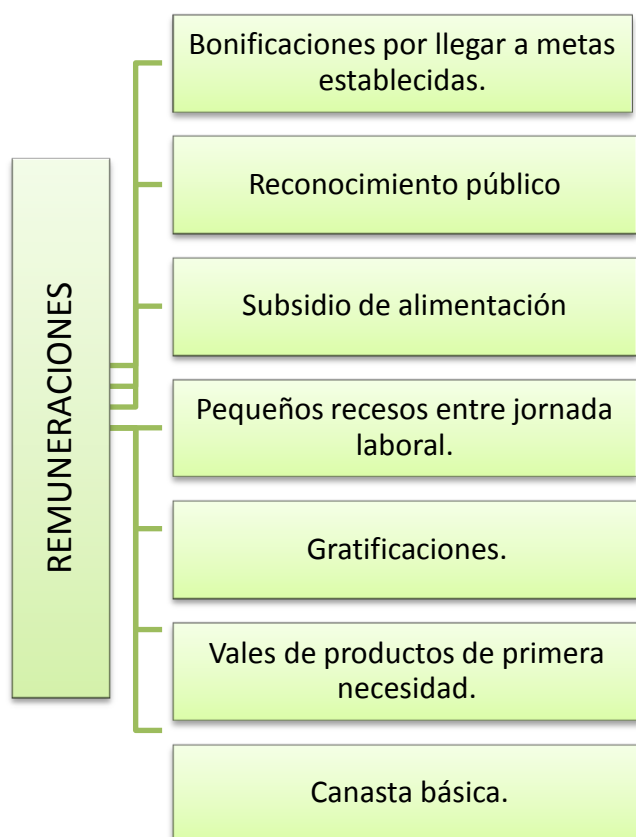 REMUNERACIONES
Bonificaciones por llegar a metas
establecidas.
Reconocimiento público
Subsidio de alimentación
Pequeños recesos entre jornada
laboral.
Gratificaciones.
Vales de productos de primera
necesidad.
Canasta básica.